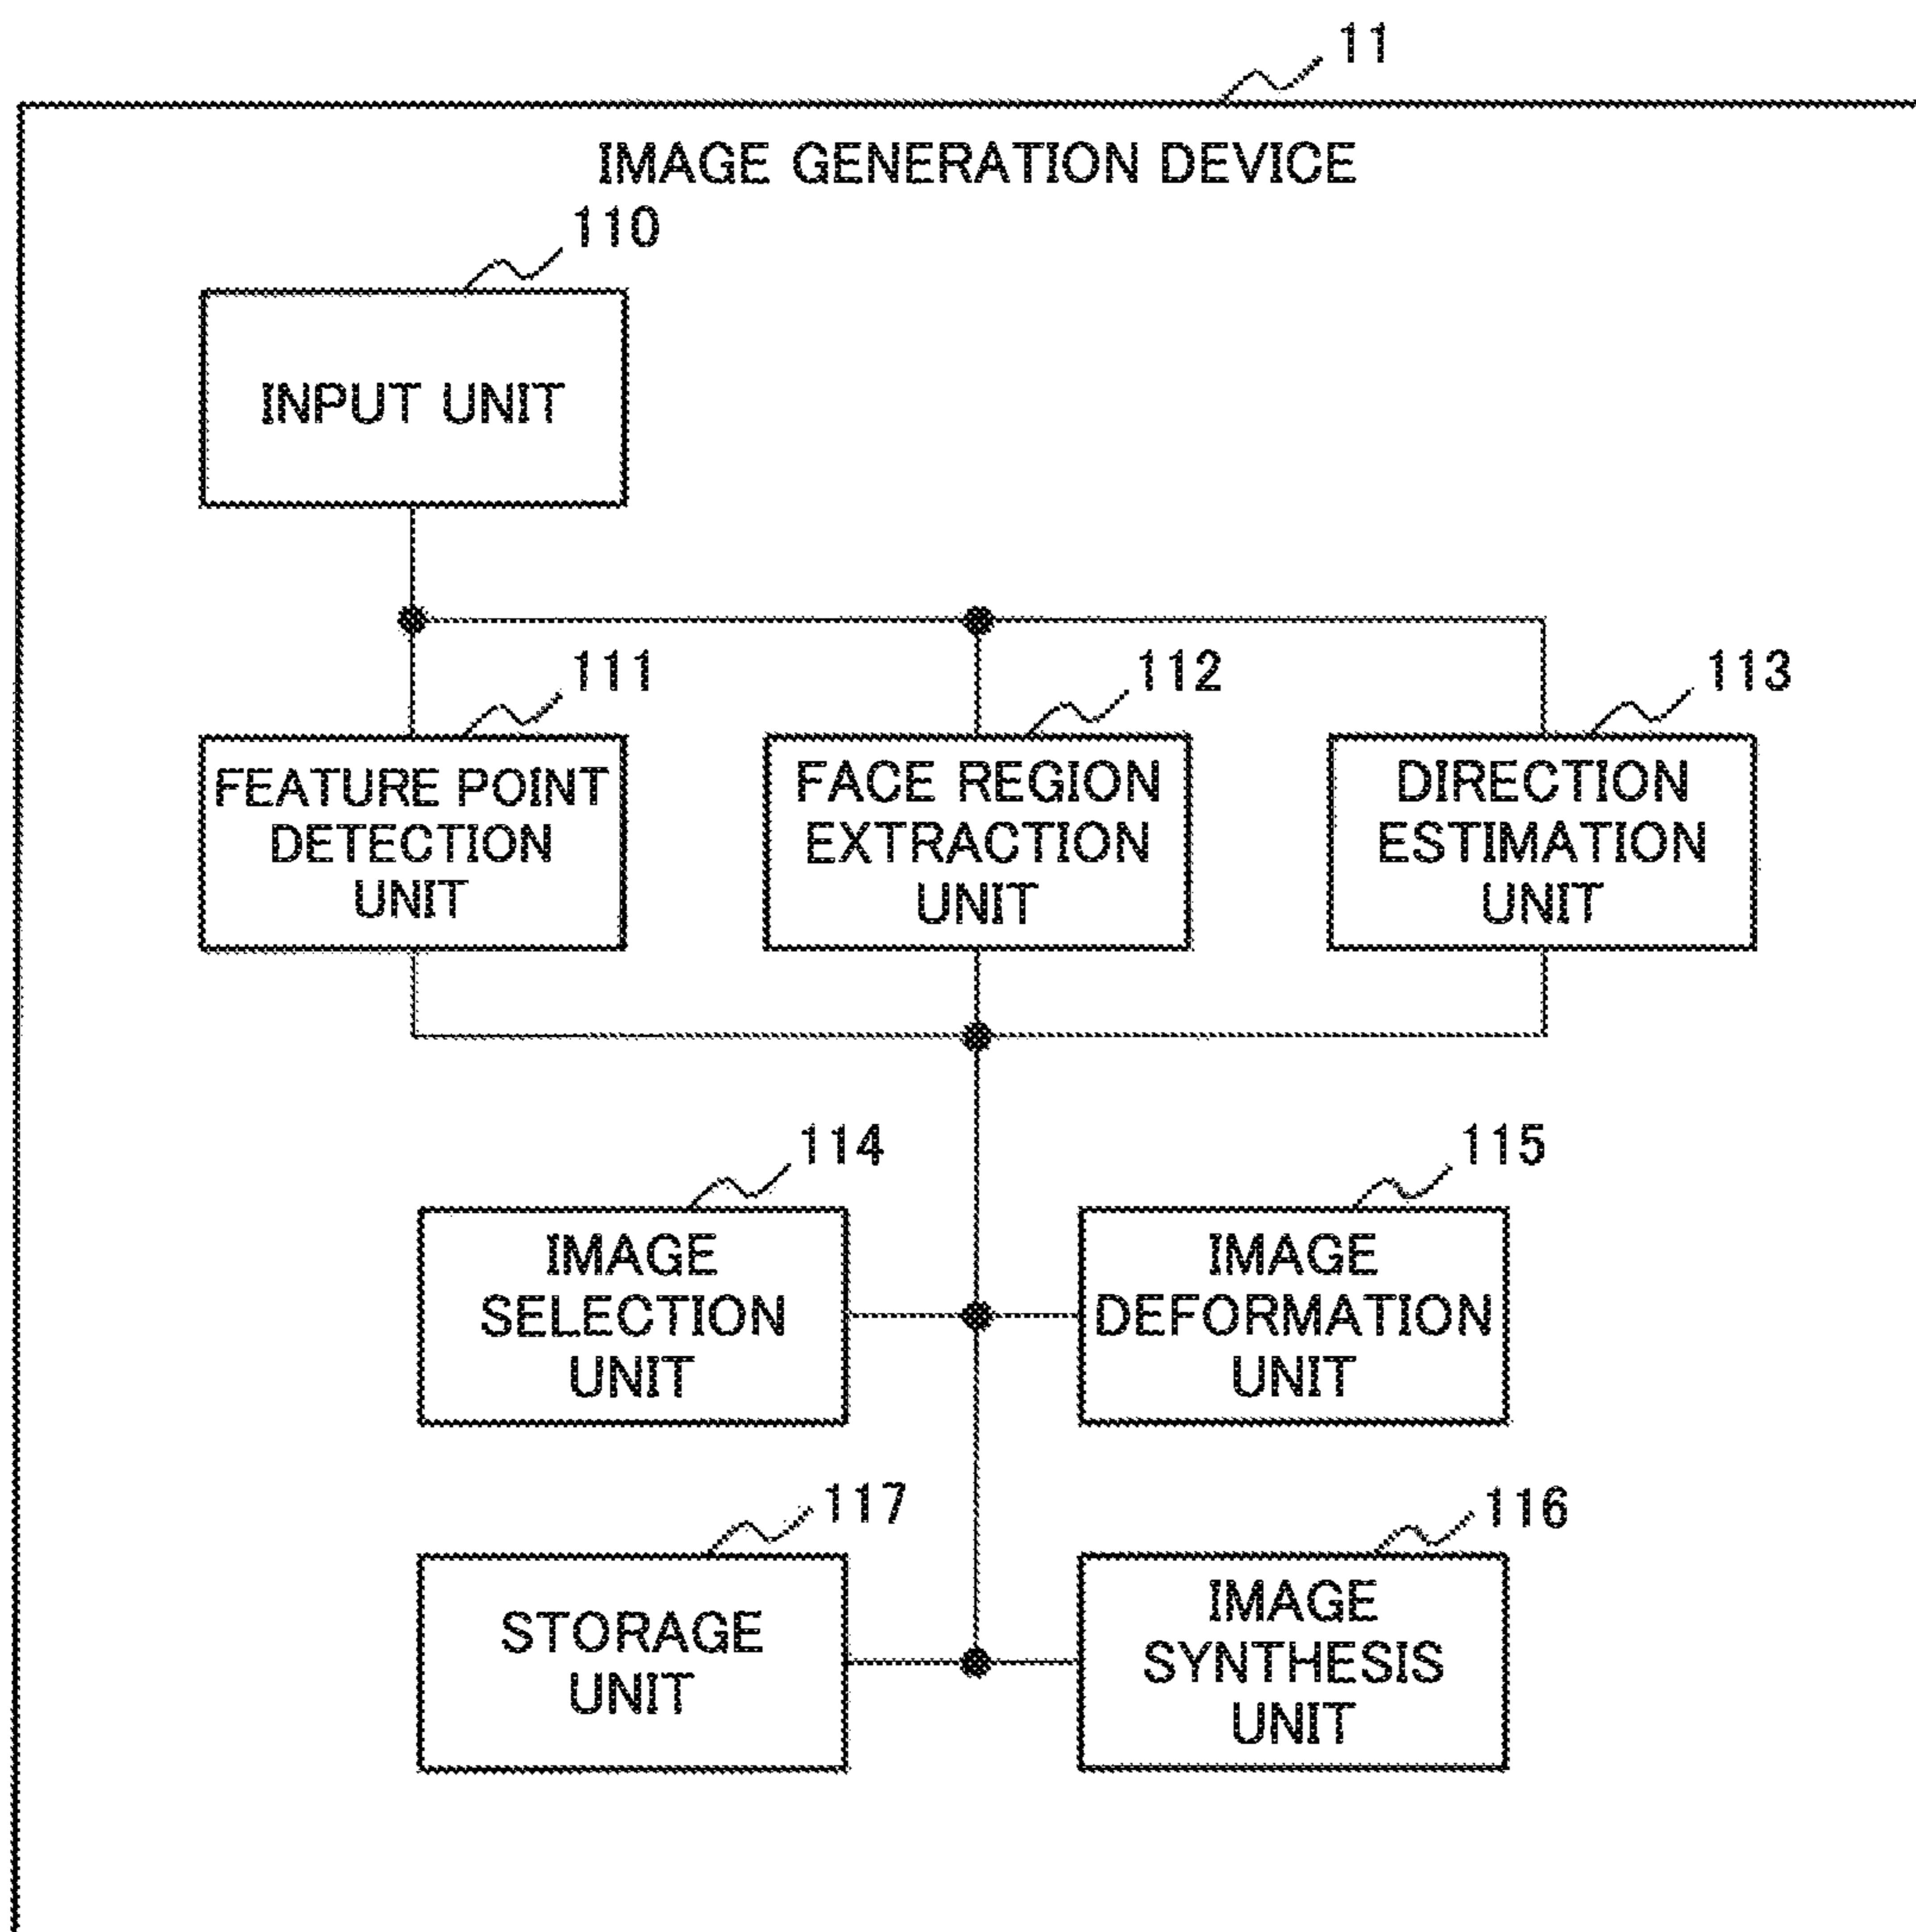 11
IMAGE GENERATION DEVICE
110
INPUT UNIT
111
112
113
FEATURE POINT
DETECTION
UNIT
FACE REGION
EXTRACTION
UNIT
DIRECTION
ESTIMATION
UNIT
114
115
IMAGE
SELECTION
UNIT
IMAGE
DEFORMATION
UNIT
117
116
STORAGE
UNIT
IMAGE
SYNTHESIS
UNIT